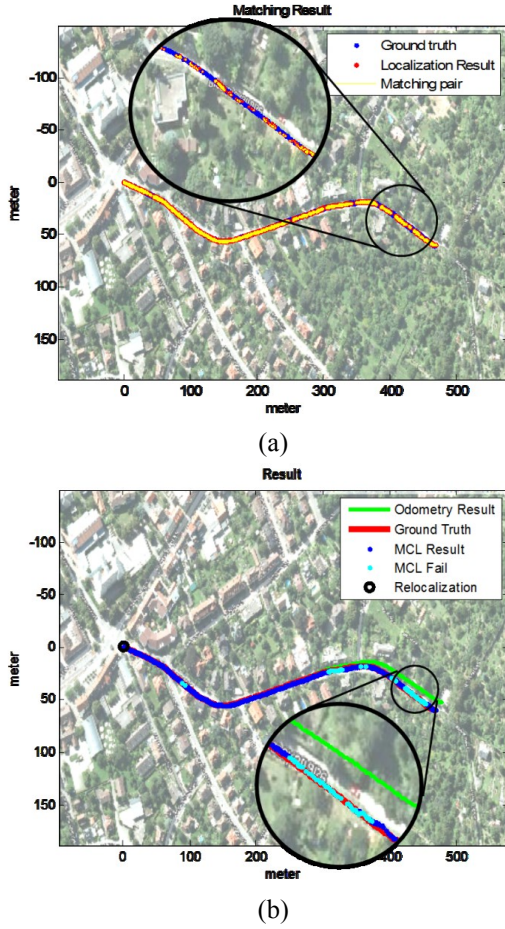 Matching Result
Ground truth
Localization Result
Matching pair
-100
-50
0
50
100
150
meter
0 100 200 300 400 500
meter
(a)
Result
Odometry Result
Ground Truth
MCL Result
MCL Fail
Relocalization
-100
-50
0
50
100
150
meter
0 100 200 300 400 500
meter
(b)